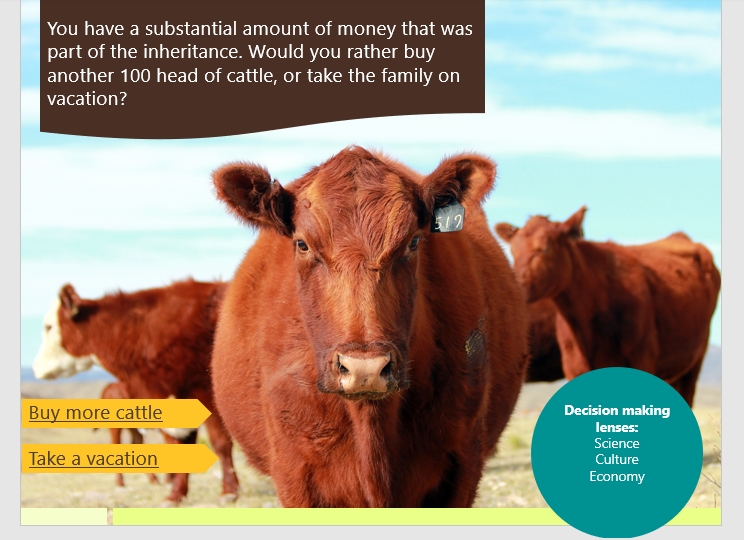 You have a substantial amount of money that was
part of the inheritance. Would you rather buy
another 100 head of cattle, or take the family on
vacation?
519
Buy more cattle
Take a vacation
Decision making
lenses:
Science
Culture
Economy